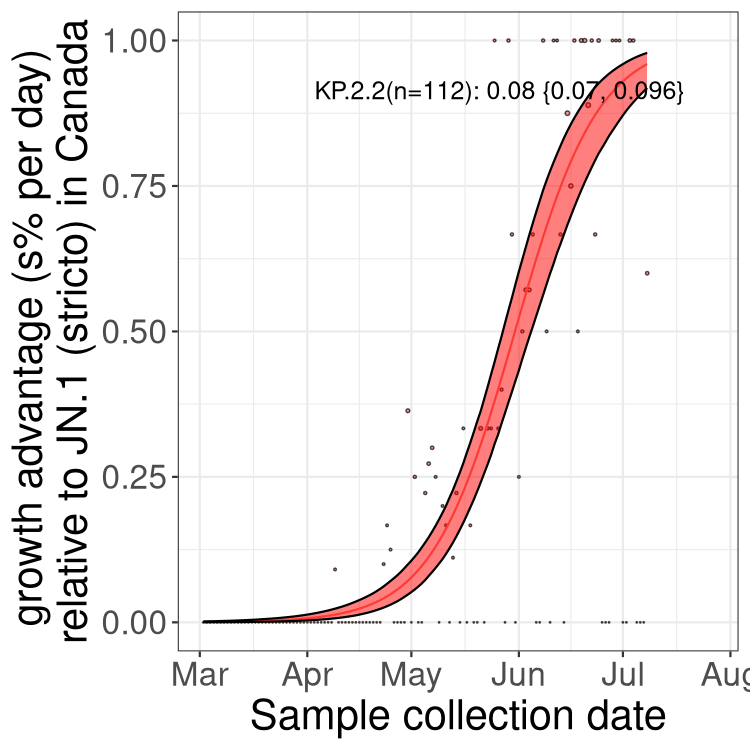 growth advantage (s% per day)
relative to JN.1 (stricto) in Canada
1.00
0.75
0.50
0.25
0.00
KP.2.2(n=112): 0.08 {0.07, 0.096}
Mar Apr May Jun Jul Aug
Sample collection date